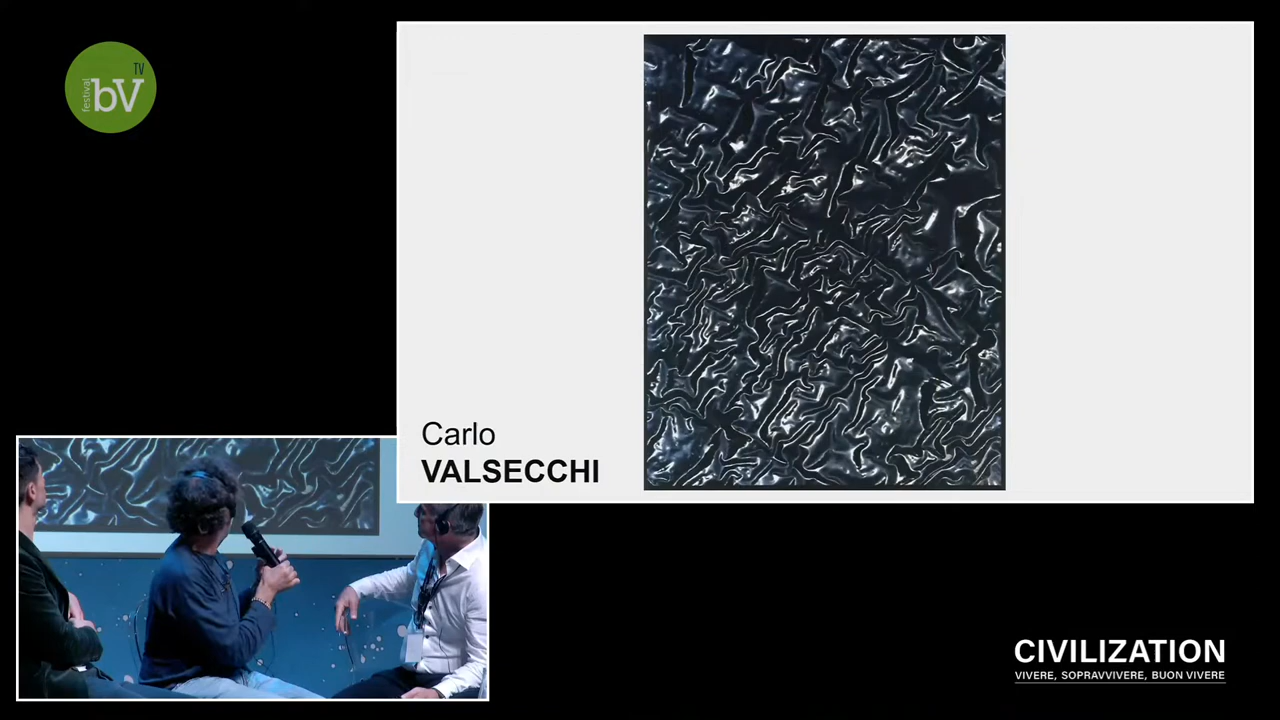 TV
festival
bV
Carlo
VALSECCHI
CIVILIZATION
VIVERE, SOPRAVVIVERE, BUON VIVERE